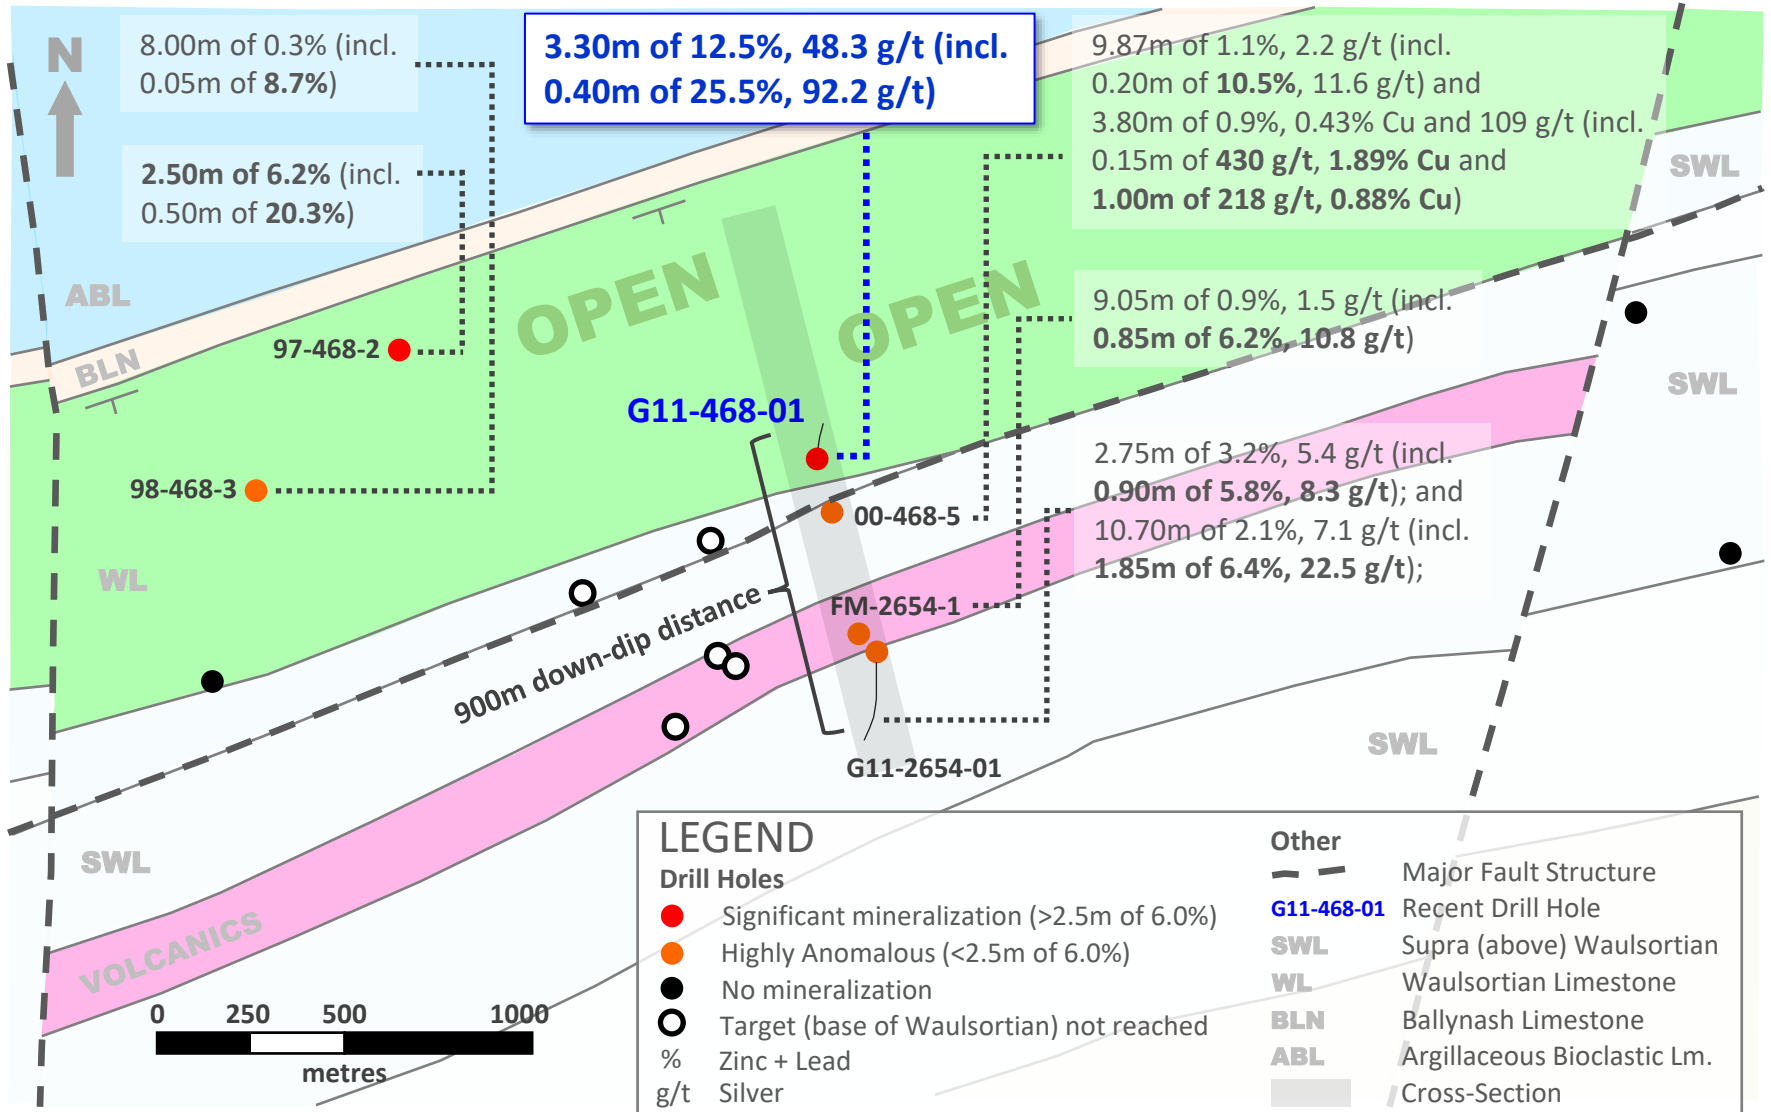 N
8.00m of 0.3% (incl.
0.05m of 8.7%)
2.50m of 6.2% (incl.
0.50m of 20.3%)
3.30m of 12.5%, 48.3 g/t (incl.
0.40m of 25.5%, 92.2 g/t)
9.87m of 1.1%, 2.2 g/t (incl.
0.20m of 10.5%, 11.6 g/t) and
3.80m of 0.9%, 0.43% Cu and 109 g/t (incl.
0.15m of 430 g/t, 1.89% Cu and
1.00m of 218 g/t, 0.88% Cu)
SWL
ABL
OPEN
OPEN
9.05m of 0.9%, 1.5 g/t (incl.
0.85m of 6.2%, 10.8 g/t)
97-468-2
BLN
SWL
G11-468-01
2.75m of 3.2%, 5.4 g/t (incl.
0.90m of 5.8%, 8.3 g/t); and
10.70m of 2.1%, 7.1 g/t (incl.
1.85m of 6.4%, 22.5 g/t);
98-468-3
00-468-5
WL
FM-2654-1
900m down-dip distance
G11-2654-01
SWL
SWL
VOLCANICS
0 250 500 1000
metres
LEGEND
Drill Holes
Significant mineralization (>2.5m of 6.0%)
Highly Anomalous (<2.5m of 6.0%)
No mineralization
Target (base of Waulsortian) not reached
% Zinc + Lead
g/t Silver
Other
Major Fault Structure
G11-468-01 Recent Drill Hole
SWL Supra (above) Waulsortian
WL Waulsortian Limestone
BLN Ballynash Limestone
ABL Argillaceous Bioclastic Lm.
Cross-Section